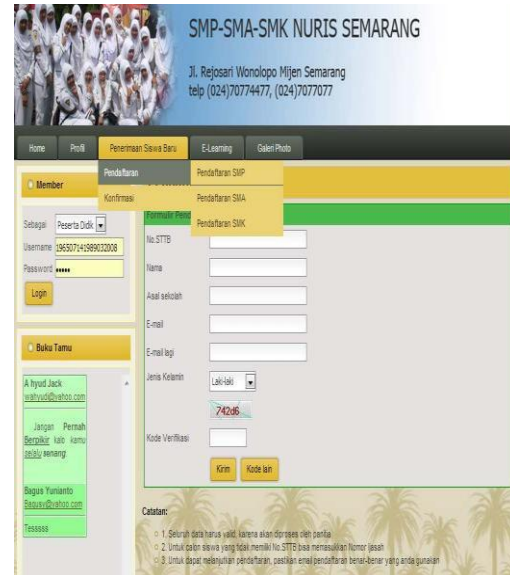 SMP-SMA-SMK NURIS SEMARANG
Jl. Rejosari Wonolopo Mijen Semarang
telp (024)70774477, (024)7077077
Home Profil Penerimaan Siswa Baru E-Learning Galeri Photo
Pendaftaran Pendaftaran SMP
Konfirmasi Pendaftaran SMA
Pendaftaran SMK
Member
Sebagai Peserta Didik
Username 196507141989032008
Password •••••
Login
Buku Tamu
A hyud Jack
wahyudi@yahoo.com
Jangan Pernah
Berpikir kalo kamu
selalu senang.
Bagus Yunianto
Bagusy@yahoo.com
Tesssss
Formulir Pend
No.STTB
Nama
Asal sekolah
E-mail
E-mail lagi
Jenis Kelamin Laki-laki
742d6
Kode Verifikasi
Kirim Kode lain
Catatan:
1. Seluruh data harus valid, karena akan diproses oleh panitia
2. Untuk calon siswa yang tidak memiliki No.STTB bisa memasukkan Nomor Ijasah
3. Untuk dapat melanjutkan pendaftaran, pastikan email pendaftaran benar-benar yang anda gunakan